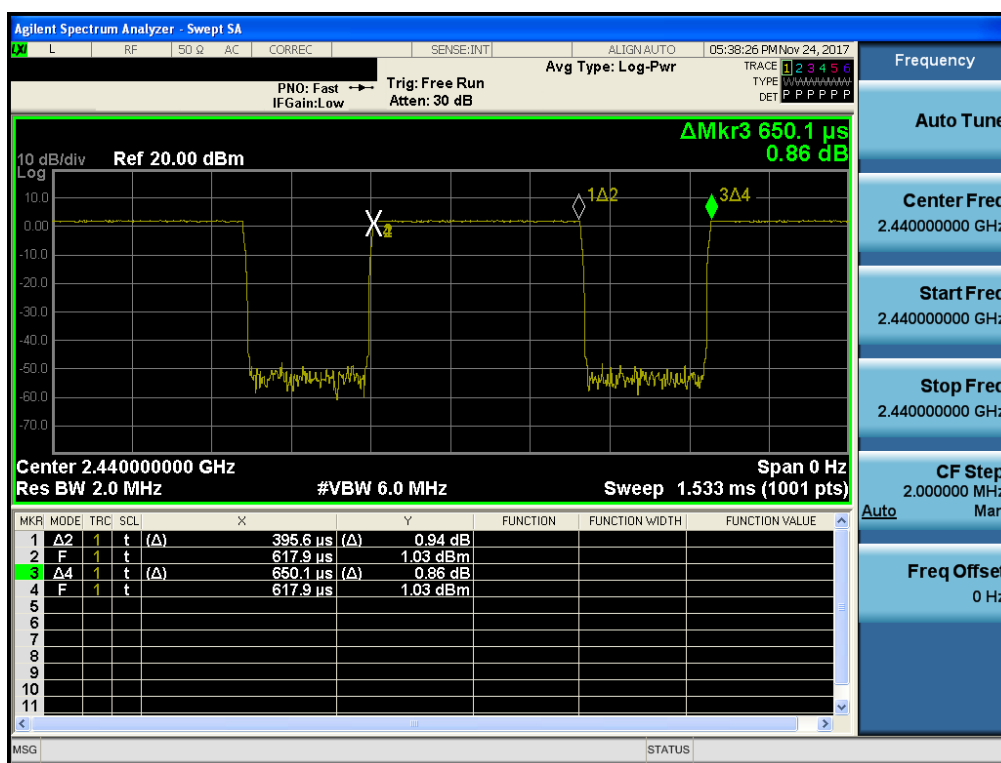 Agilent Spectrum Analyzer - Swept SA
LXI L RF 50 Ω AC CORREC SENSE:INT ALIGN AUTO 05:38:26 PM Nov 24, 2017
Avg Type: Log-Pwr
TRACE 1 2 3 4 5 6
TYPE WWWWWW
DET P P P P P P
PNO: Fast
IFGain:Low
Trig: Free Run
Atten: 30 dB
ΔMkr3 650.1 µs
0.86 dB
10 dB/div Ref 20.00 dBm
Log
10.0
0.00
-10.0
-20.0
-30.0
-40.0
-50.0
-60.0
-70.0
1Δ2
3Δ4
Center 2.440000000 GHz Span 0 Hz
Res BW 2.0 MHz #VBW 6.0 MHz Sweep 1.533 ms (1001 pts)
MKR MODE TRC SCL X Y FUNCTION FUNCTION WIDTH FUNCTION VALUE
1 Δ2 1 t (Δ) 395.6 µs (Δ) 0.94 dB
2 F 1 t 617.9 µs 1.03 dBm
3 Δ4 1 t (Δ) 650.1 µs (Δ) 0.86 dB
4 F 1 t 617.9 µs 1.03 dBm
5
6
7
8
9
10
11
MSG STATUS
Frequency
Auto Tune
Center Freq
2.440000000 GHz
Start Freq
2.440000000 GHz
Stop Freq
2.440000000 GHz
CF Step
2.000000 MHz
Auto Man
Freq Offset
0 Hz